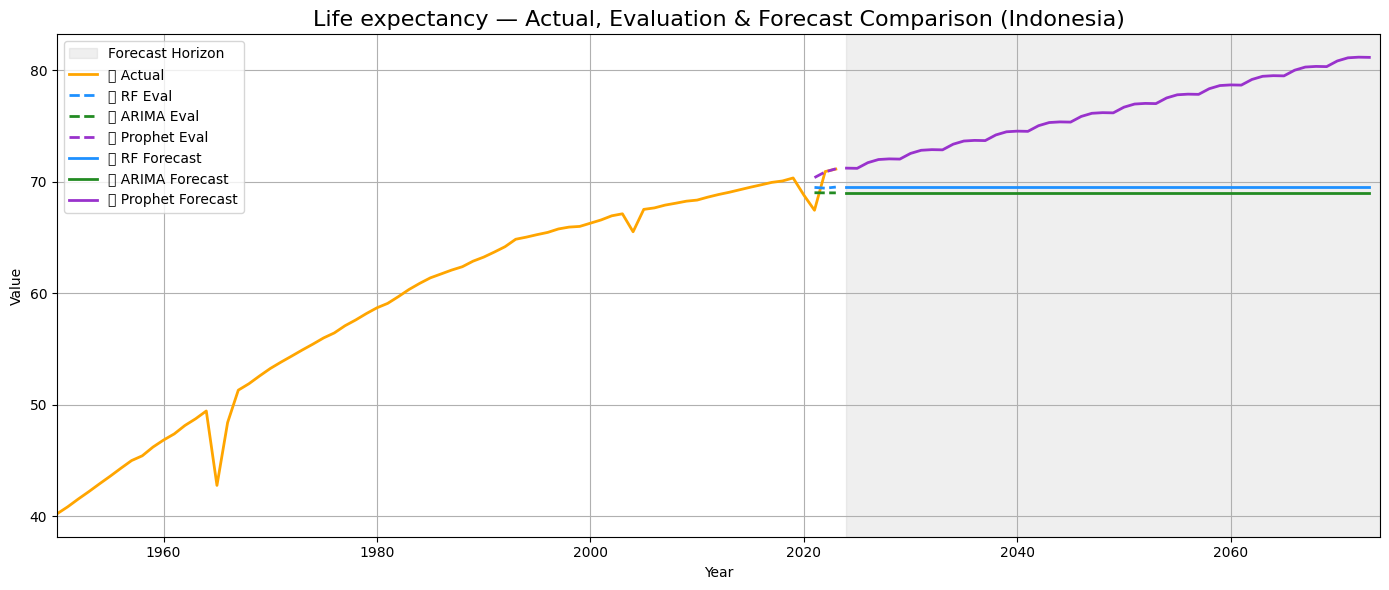 Life expectancy — Actual, Evaluation & Forecast Comparison (Indonesia)
Forecast Horizon
▯ Actual
▯ RF Eval
▯ ARIMA Eval
▯ Prophet Eval
▯ RF Forecast
▯ ARIMA Forecast
▯ Prophet Forecast
Value
80
70
60
50
40
1960
1980
2000
2020
2040
2060
Year